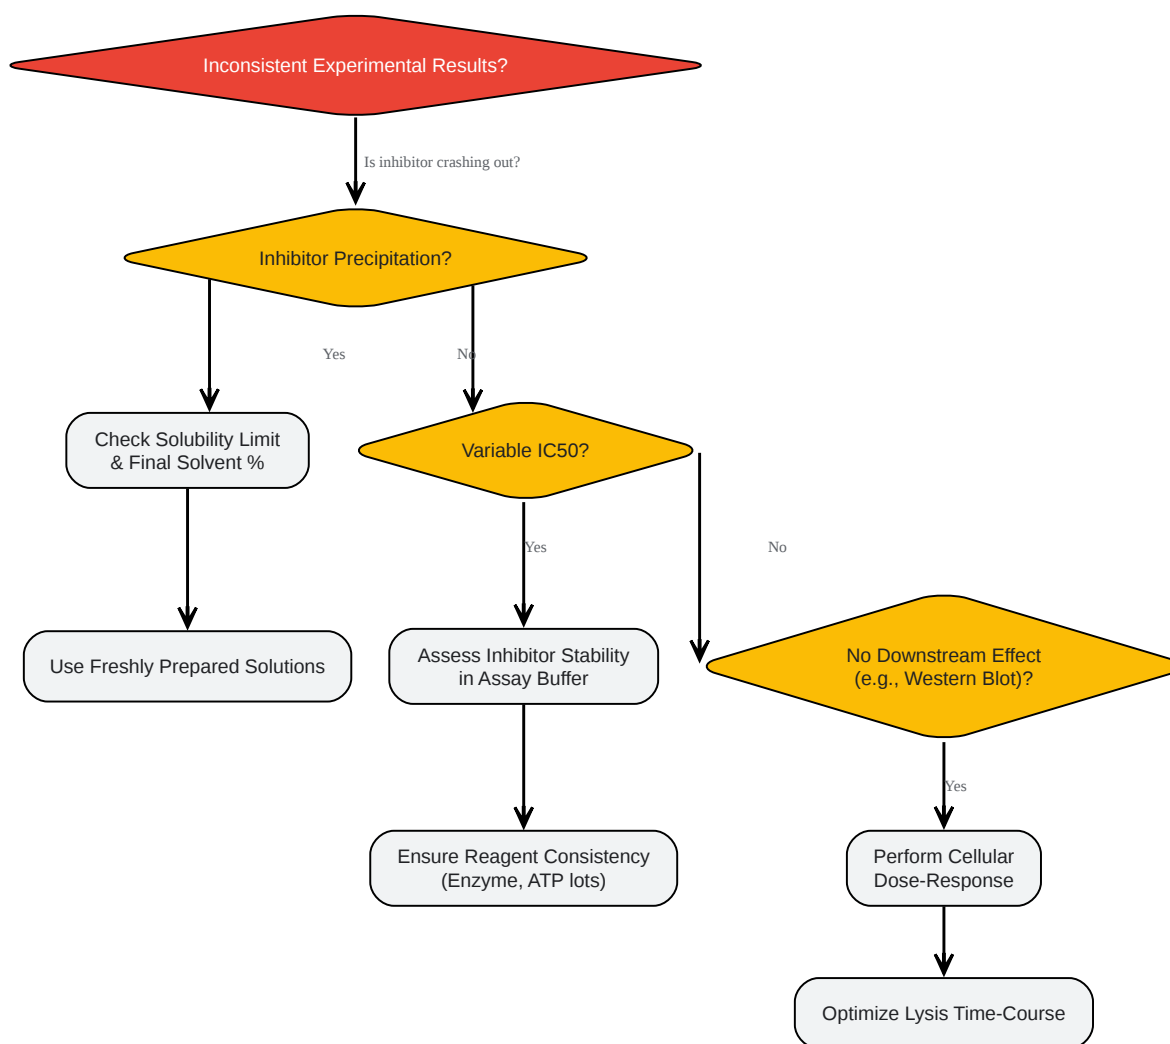 Inconsistent Experimental Results?
Is inhibitor crashing out?
Inhibitor Precipitation?
Yes
No
Check Solubility Limit
& Final Solvent %
Variable IC50?
Yes
No
Use Freshly Prepared Solutions
Assess Inhibitor Stability
in Assay Buffer
No Downstream Effect
(e.g., Western Blot)?
Yes
Ensure Reagent Consistency
(Enzyme, ATP lots)
Perform Cellular
Dose-Response
Optimize Lysis Time-Course